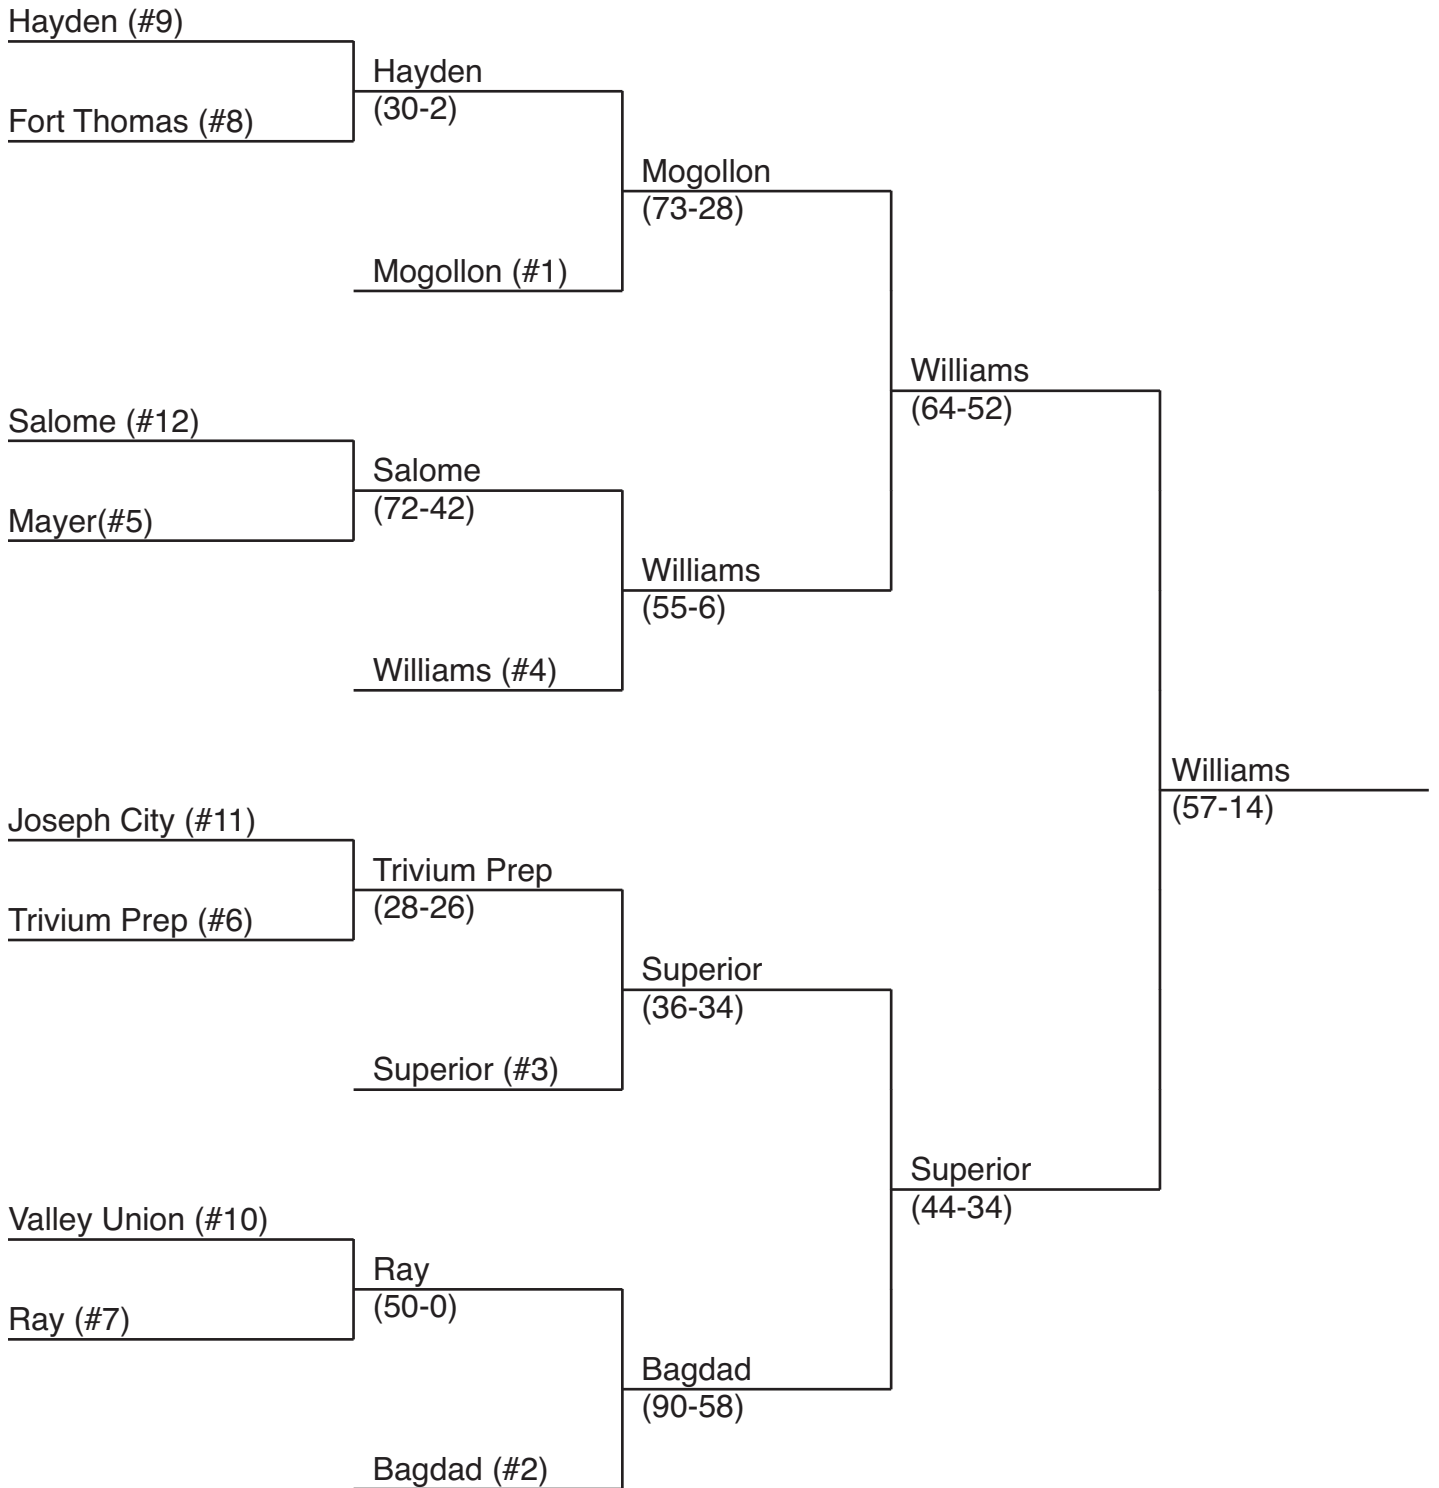 Hayden (#9)
Hayden
(30-2)
Fort Thomas (#8)
Mogollon
(73-28)
Mogollon (#1)
Williams
(64-52)
Salome (#12)
Salome
(72-42)
Mayer(#5)
Williams
(55-6)
Williams (#4)
Williams
(57-14)
Joseph City (#11)
Trivium Prep
(28-26)
Trivium Prep (#6)
Superior
(36-34)
Superior (#3)
Superior
(44-34)
Valley Union (#10)
Ray
(50-0)
Ray (#7)
Bagdad
(90-58)
Bagdad (#2)